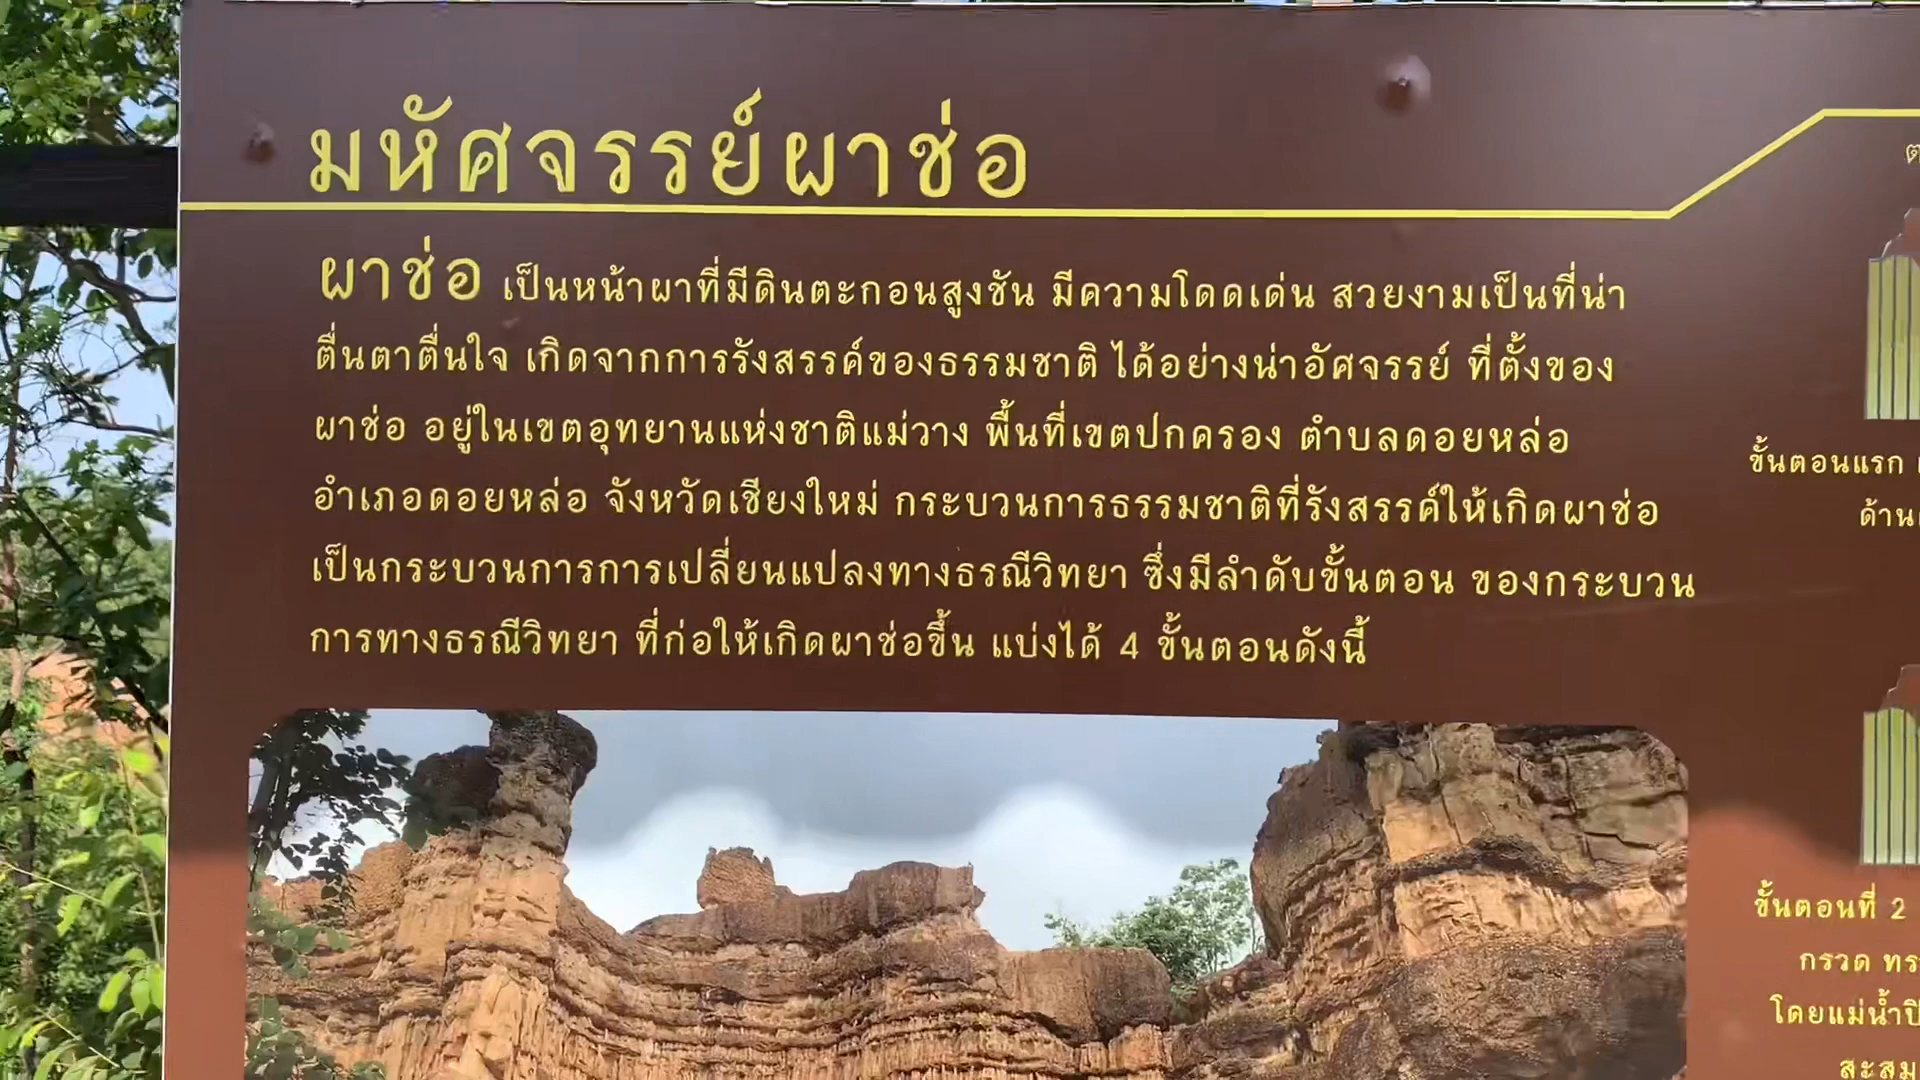 มหัศจรรย์ผาช่อ
ผาช่อ เป็นหน้าผาที่มีดินตะกอนสูงชัน มีความโดดเด่น สวยงามเป็นที่น่า
ตื่นตาตื่นใจ เกิดจากการรังสรรค์ของธรรมชาติ ได้อย่างน่าอัศจรรย์ ที่ตั้งของ
ผาช่อ อยู่ในเขตอุทยานแห่งชาติแม่วาง พื้นที่เขตปกครอง ตำบลดอยหล่อ
อำเภอดอยหล่อ จังหวัดเชียงใหม่ กระบวนการธรรมชาติที่รังสรรค์ให้เกิดผาช่อ
เป็นกระบวนการการเปลี่ยนแปลงทางธรณีวิทยา ซึ่งมีลำดับขั้นตอน ของกระบวน
การทางธรณีวิทยา ที่ก่อให้เกิดผาช่อขึ้น แบ่งได้ 4 ขั้นตอนดังนี้
ขั้นตอนแรก
ด้าน
ขั้นตอนที่ 2
กรวด ทร
โดยแม่น้ำปิ
สะสม